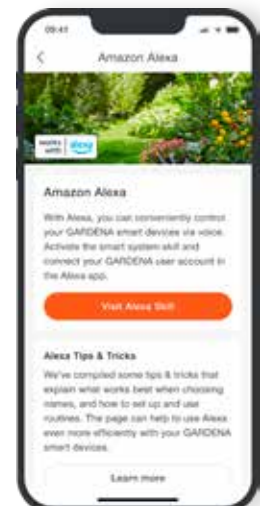 09:41
Amazon Alexa
works
with alexa
Amazon Alexa
With Alexa, you can conveniently control
your GARDENA smart devices via voice.
Activate the smart system skill and
connect your GARDENA user account in
the Alexa app.
Visit Alexa Skill
Alexa Tips & Tricks
We've compiled some tips & tricks that
explain what works best when choosing
names, and how to set up and use
routines. The page can help to use Alexa
even more efficiently with your GARDENA
smart devices.
Learn more